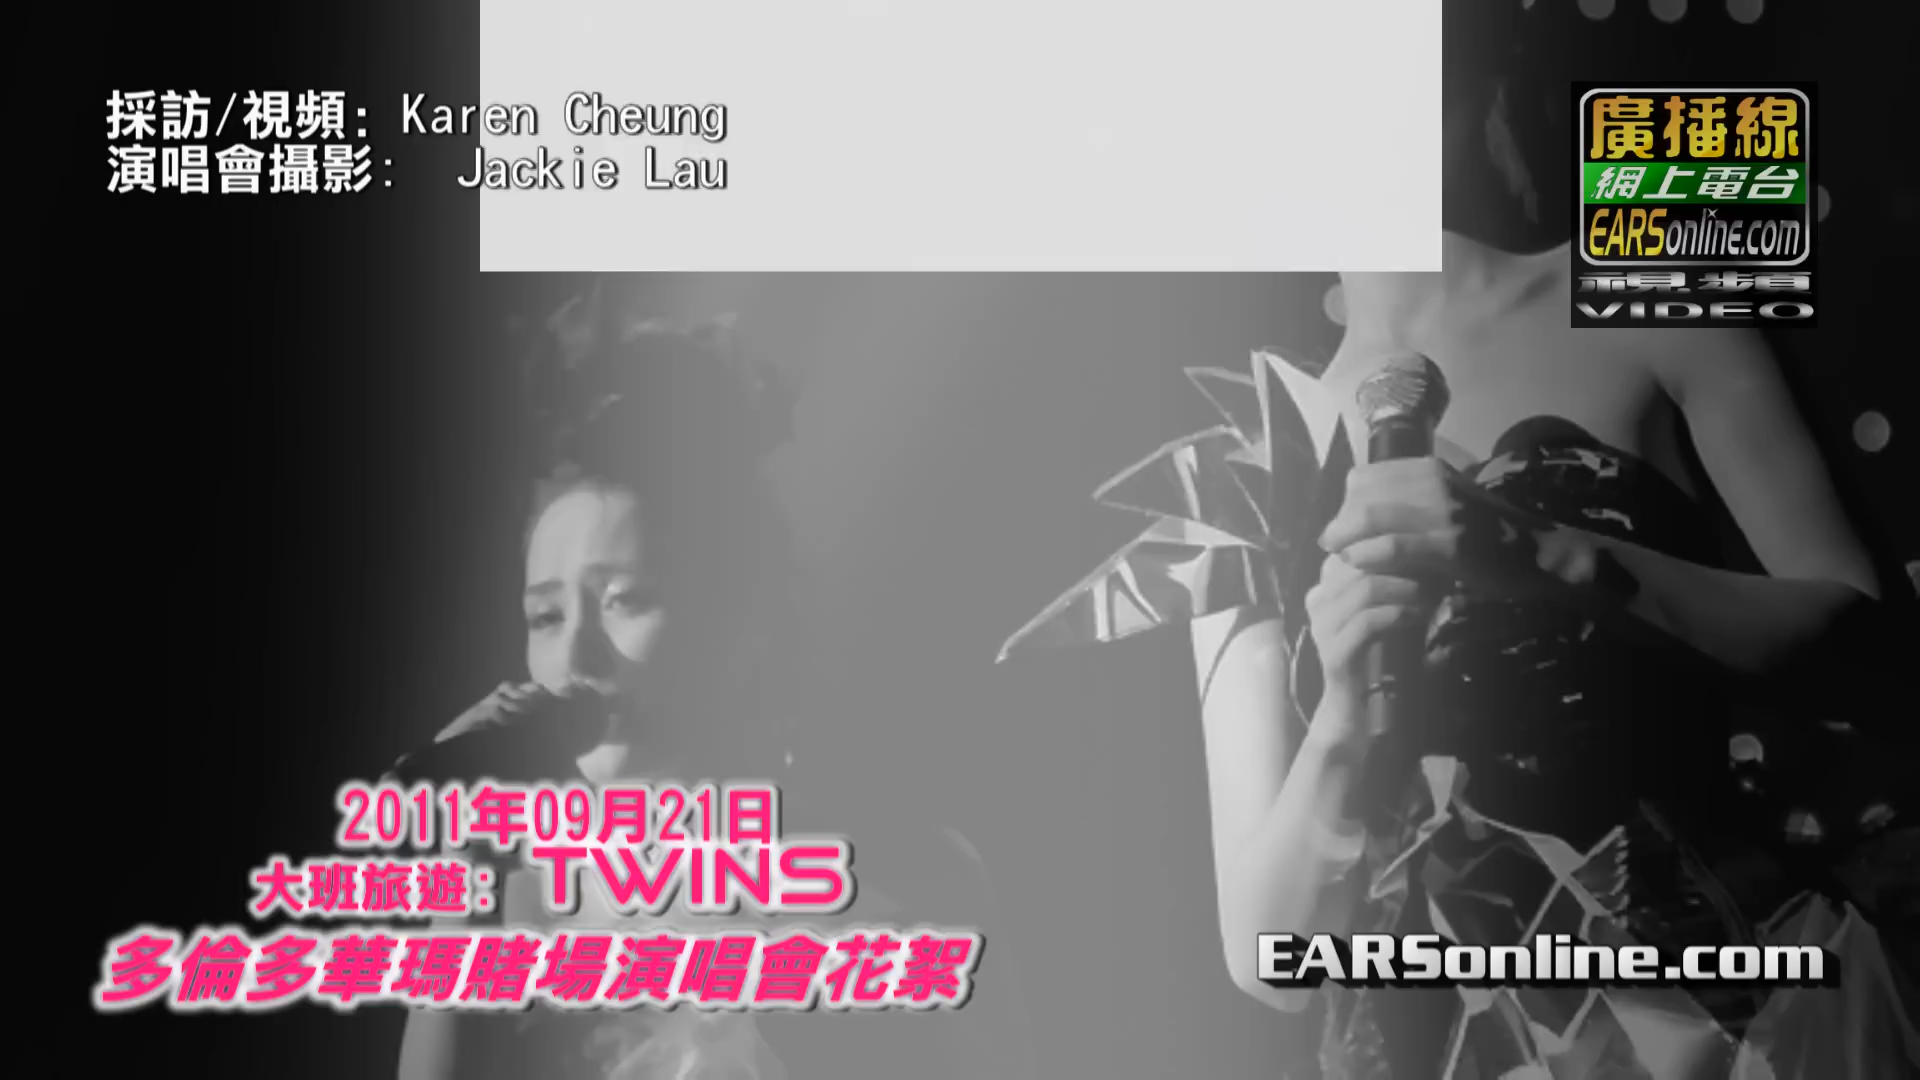 採訪/視頻: Karen Cheung
演唱會攝影: Jackie Lau
廣播線
網上電台
EARSonline.com
視頻
VIDEO
2011年09月21日
大班旅遊: TWINS
多倫多華瑪賭場演唱會花絮
EARSonline.com